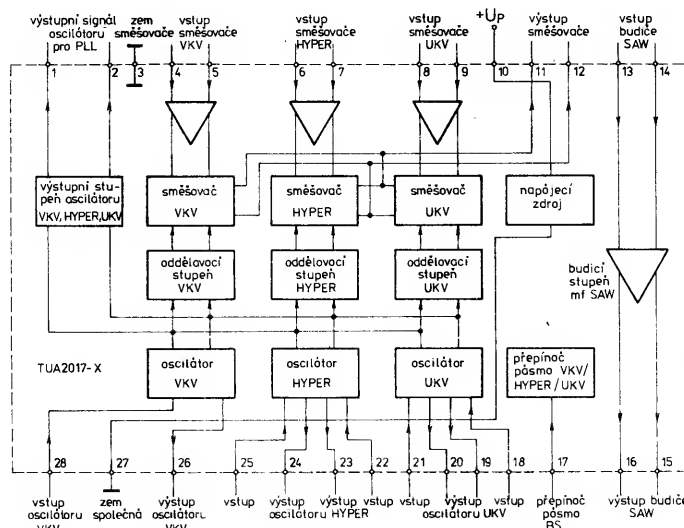 výstupní signál
oscilátoru
pro PLL
zem
směšovače
vstup
směšovače
VKV
vstup
směšovače
HYPER
vstup
směšovače
UKV
+UP
výstup
směšovače
vstup
budiče
SAW
1 2 3 4 5 6 7 8 9 10 11 12 13 14
výstupní stu-
peň oscilátoru
VKV, HYPER, UKV
směšovač
VKV
směšovač
HYPER
směšovač
UKV
napájecí
zdroj
oddělovací
stupeň
VKV
oddělovací
stupeň
HYPER
oddělovací
stupeň
UKV
budicí
stupeň
mf SAW
TUA2017-X
oscilátor
VKV
oscilátor
HYPER
oscilátor
UKV
přepínač
pásmo VKV/
HYPER/UKV
28 27 26 25 24 23 22 21 20 19 18 17 16 15
vstup
oscilátoru
VKV
zem
společná
výstup
oscilátoru
VKV
vstup
výstup
vstup
oscilátoru HYPER
vstup
výstup
vstup
oscilátoru UKV
přepínač
pásmo
BS
výstup budiče
SAW